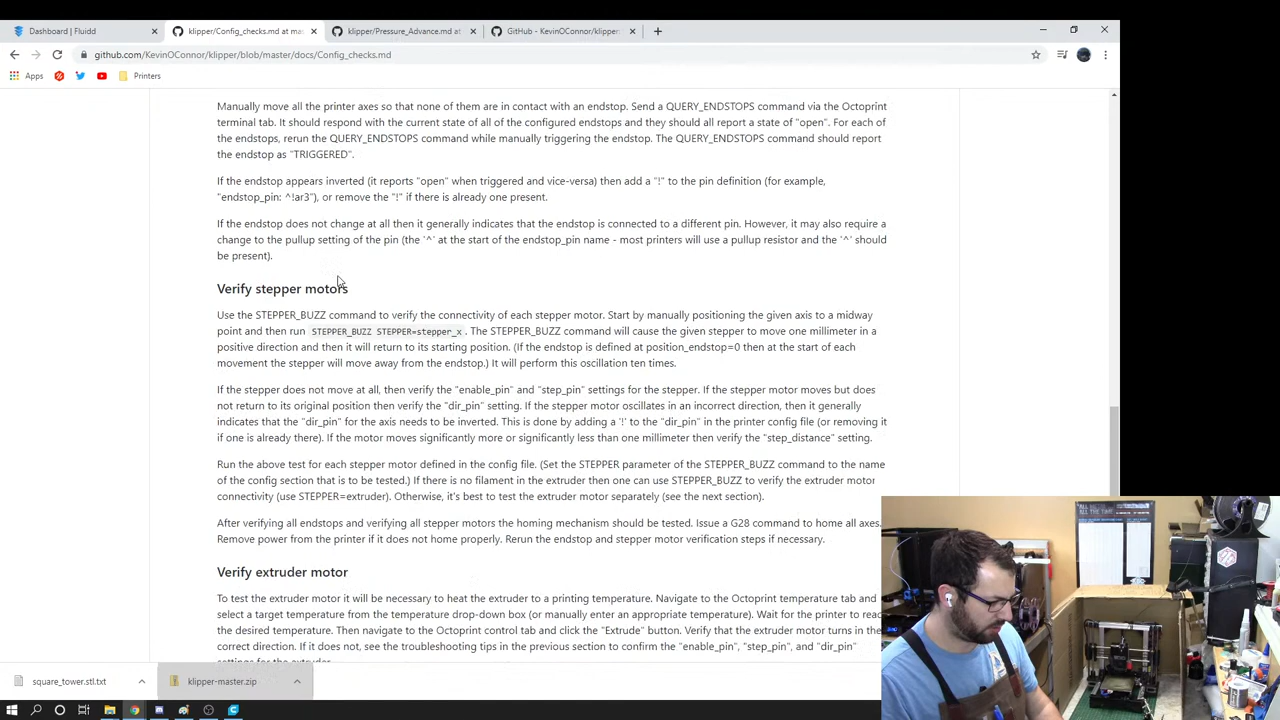 Dashboard | Fluidd
klipper/Config_checks.md at mas
klipper/Pressure_Advance.md at
GitHub - KevinOConnor/klipper:
github.com/KevinOConnor/klipper/blob/master/docs/Config_checks.md
Apps
Printers
Manually move all the printer axes so that none of them are in contact with an endstop. Send a QUERY_ENDSTOPS command via the Octoprint
terminal tab. It should respond with the current state of all of the configured endstops and they should all report a state of "open". For each of
the endstops, rerun the QUERY_ENDSTOPS command while manually triggering the endstop. The QUERY_ENDSTOPS command should report
the endstop as "TRIGGERED".
If the endstop appears inverted (it reports "open" when triggered and vice-versa) then add a "!" to the pin definition (for example,
"endstop_pin: ^!ar3"), or remove the "!" if there is already one present.
If the endstop does not change at all then it generally indicates that the endstop is connected to a different pin. However, it may also require a
change to the pullup setting of the pin (the '^' at the start of the endstop_pin name - most printers will use a pullup resistor and the '^' should
be present).
Verify stepper motors
Use the STEPPER_BUZZ command to verify the connectivity of each stepper motor. Start by manually positioning the given axis to a midway
point and then run STEPPER_BUZZ STEPPER=stepper_x. The STEPPER_BUZZ command will cause the given stepper to move one millimeter in a
positive direction and then it will return to its starting position. (If the endstop is defined at position_endstop=0 then at the start of each
movement the stepper will move away from the endstop.) It will perform this oscillation ten times.
If the stepper does not move at all, then verify the "enable_pin" and "step_pin" settings for the stepper. If the stepper motor moves but does
not return to its original position then verify the "dir_pin" setting. If the stepper motor oscillates in an incorrect direction, then it generally
indicates that the "dir_pin" for the axis needs to be inverted. This is done by adding a '!' to the "dir_pin" in the printer config file (or removing it
if one is already there). If the motor moves significantly more or significantly less than one millimeter then verify the "step_distance" setting.
Run the above test for each stepper motor defined in the config file. (Set the STEPPER parameter of the STEPPER_BUZZ command to the name
of the config section that is to be tested.) If there is no filament in the extruder then one can use STEPPER_BUZZ to verify the extruder motor
connectivity (use STEPPER=extruder). Otherwise, it's best to test the extruder motor separately (see the next section).
After verifying all endstops and verifying all stepper motors the homing mechanism should be tested. Issue a G28 command to home all axes.
Remove power from the printer if it does not home properly. Rerun the endstop and stepper motor verification steps if necessary.
Verify extruder motor
To test the extruder motor it will be necessary to heat the extruder to a printing temperature. Navigate to the Octoprint temperature tab and
select a target temperature from the temperature drop-down box (or manually enter an appropriate temperature). Wait for the printer to reac
the desired temperature. Then navigate to the Octoprint control tab and click the "Extrude" button. Verify that the extruder motor turns in the
correct direction. If it does not, see the troubleshooting tips in the previous section to confirm the "enable_pin", "step_pin", and "dir_pin"
settings for the extruder.
square_tower.stl.txt
klipper-master.zip